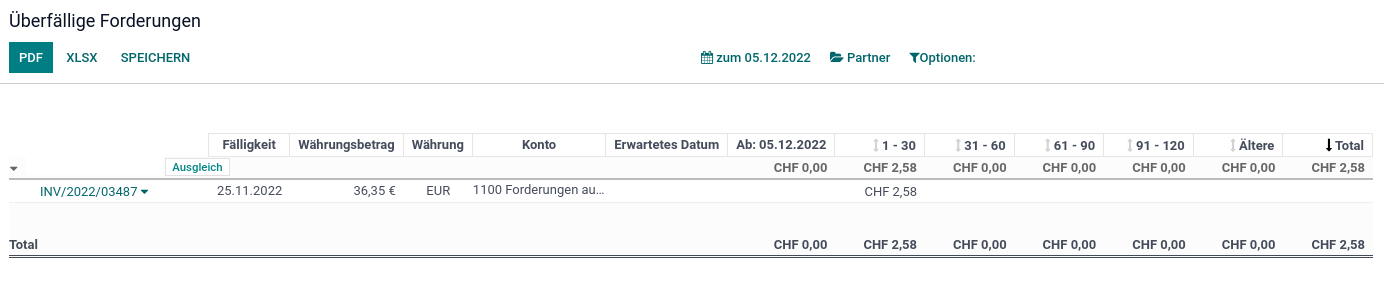 Überfällige Forderungen
PDF XLSX SPEICHERN zum 05.12.2022 Partner Optionen:
Fälligkeit Währungsbetrag Währung Konto Erwartetes Datum Ab: 05.12.2022 1 - 30 31 - 60 61 - 90 91 - 120 Ältere Total
Ausgleich CHF 0,00 CHF 2,58 CHF 0,00 CHF 0,00 CHF 0,00 CHF 0,00 CHF 2,58
INV/2022/03487 25.11.2022 36,35 € EUR 1100 Forderungen au... CHF 2,58
Total CHF 0,00 CHF 2,58 CHF 0,00 CHF 0,00 CHF 0,00 CHF 0,00 CHF 2,58